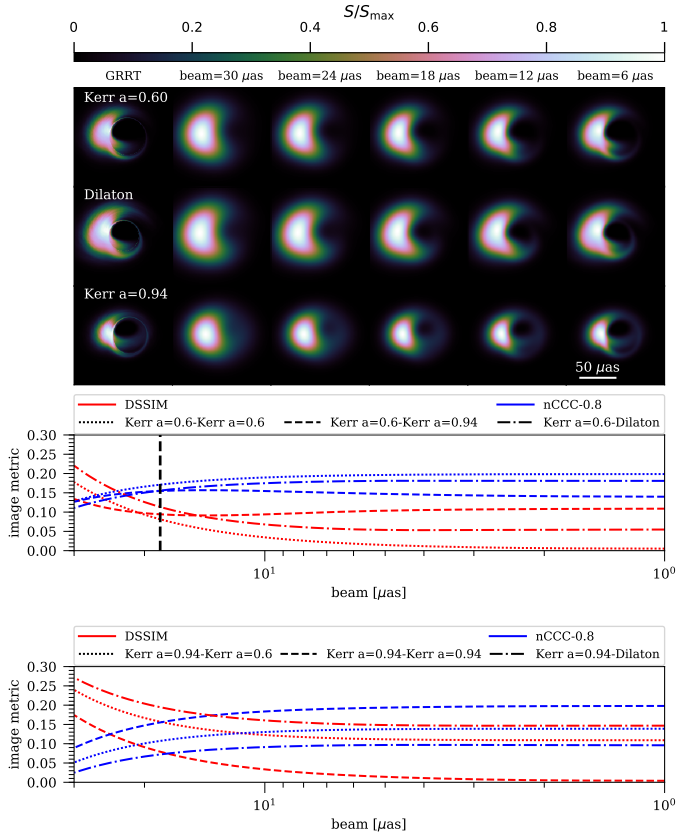 S/Smax
0 0.2 0.4 0.6 0.8 1
GRRT beam=30 μas beam=24 μas beam=18 μas beam=12 μas beam=6 μas
Kerr a=0.60
Dilaton
Kerr a=0.94
50 μas
DSSIM nCCC-0.8
Kerr a=0.6-Kerr a=0.6 Kerr a=0.6-Kerr a=0.94 Kerr a=0.6-Dilaton
0.30
0.25
0.20
0.15
0.10
0.05
0.00
image metric
10¹ 10⁰
beam [μas]
DSSIM nCCC-0.8
Kerr a=0.94-Kerr a=0.6 Kerr a=0.94-Kerr a=0.94 Kerr a=0.94-Dilaton
0.30
0.25
0.20
0.15
0.10
0.05
0.00
image metric
10¹ 10⁰
beam [μas]